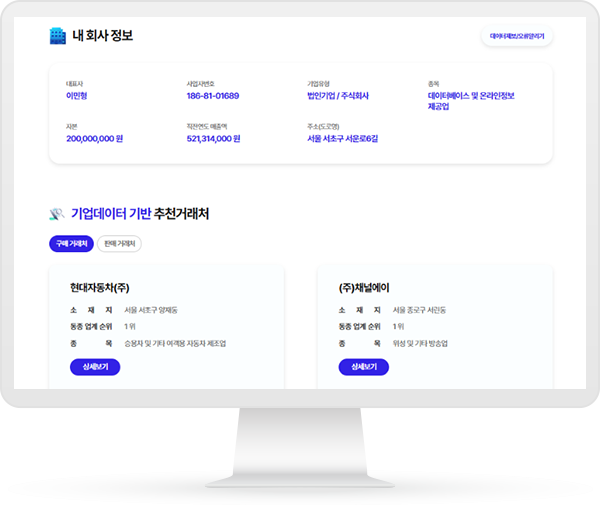 내 회사 정보
데이터제보/오류알리기
대표자
이민형
사업자번호
186-81-01689
기업유형
법인기업 / 주식회사
종목
데이터베이스 및 온라인정보
제공업
자본
200,000,000 원
직전연도 매출액
521,314,000 원
주소(도로명)
서울 서초구 서운로6길
기업데이터 기반 추천거래처
구매 거래처
판매 거래처
현대자동차(주)
소 재 지 서울 서초구 양재동
동종 업계 순위 1 위
종 목 승용차 및 기타 여객용 자동차 제조업
상세보기
(주)채널에이
소 재 지 서울 종로구 서린동
동종 업계 순위 1 위
종 목 위성 및 기타 방송업
상세보기